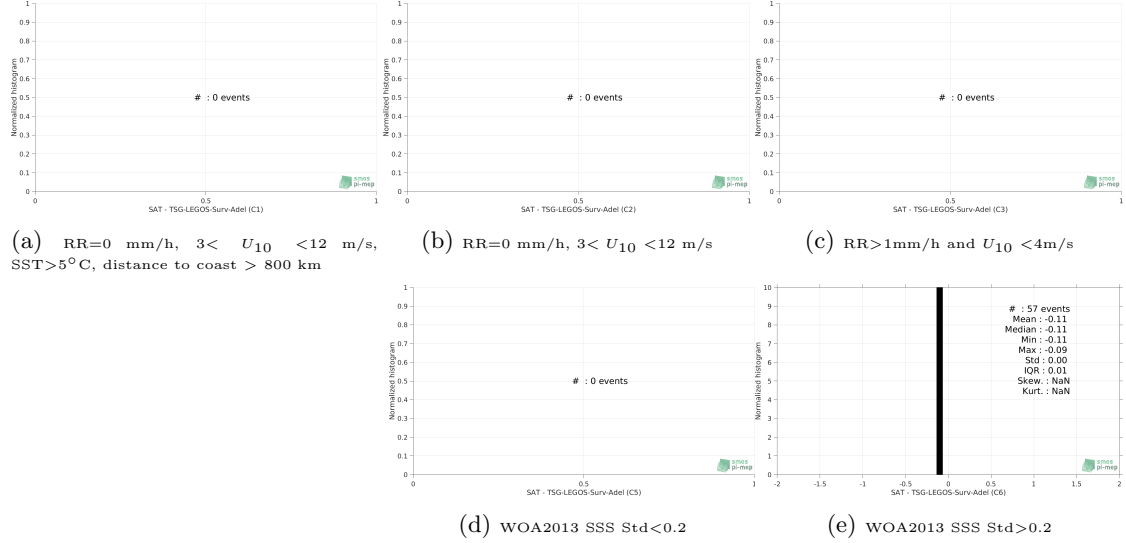 1
0.9
0.8
0.7
0.6
0.5
0.4
0.3
0.2
0.1
0
Normalized histogram
# : 0 events
smos
pi-mep
0 0.5 1
SAT - TSG-LEGOS-Surv-Adel (C1)
(a) RR=0 mm/h, 3< U10 <12 m/s,
SST>5°C, distance to coast > 800 km
1
0.9
0.8
0.7
0.6
0.5
0.4
0.3
0.2
0.1
0
Normalized histogram
# : 0 events
smos
pi-mep
0 0.5 1
SAT - TSG-LEGOS-Surv-Adel (C2)
(b) RR=0 mm/h, 3< U10 <12 m/s
1
0.9
0.8
0.7
0.6
0.5
0.4
0.3
0.2
0.1
0
Normalized histogram
# : 0 events
smos
pi-mep
0 0.5 1
SAT - TSG-LEGOS-Surv-Adel (C3)
(c) RR>1mm/h and U10 <4m/s
1
0.9
0.8
0.7
0.6
0.5
0.4
0.3
0.2
0.1
0
Normalized histogram
# : 0 events
smos
pi-mep
0 0.5 1
SAT - TSG-LEGOS-Surv-Adel (C5)
(d) WOA2013 SSS Std<0.2
10
9
8
7
6
5
4
3
2
1
0
Normalized histogram
# : 57 events
Mean : -0.11
Median : -0.11
Min : -0.11
Max : -0.09
Std : 0.00
IQR : 0.01
Skew. : NaN
Kurt. : NaN
smos
pi-mep
-2 -1.5 -1 -0.5 0 0.5 1 1.5 2
SAT - TSG-LEGOS-Surv-Adel (C6)
(e) WOA2013 SSS Std>0.2